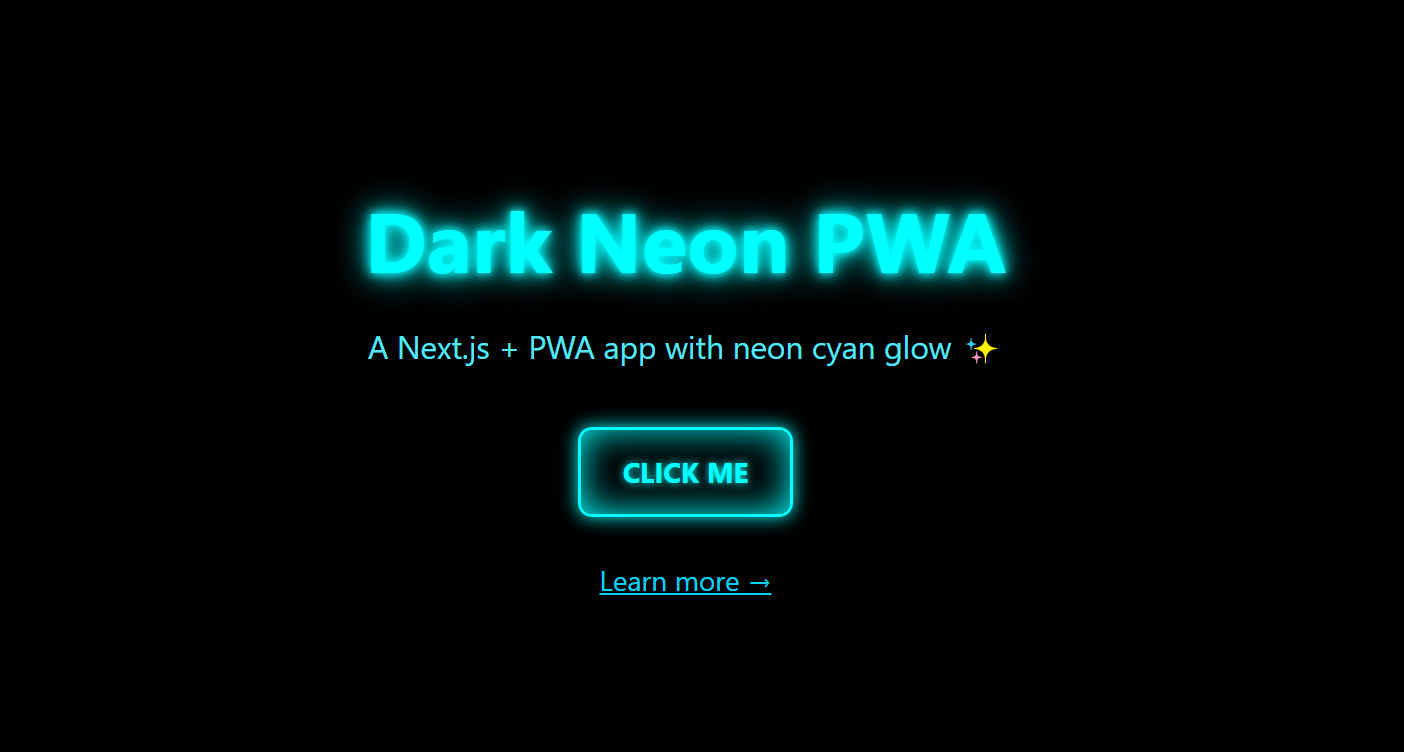 Dark Neon PWA
A Next.js + PWA app with neon cyan glow ✨
CLICK ME
Learn more →